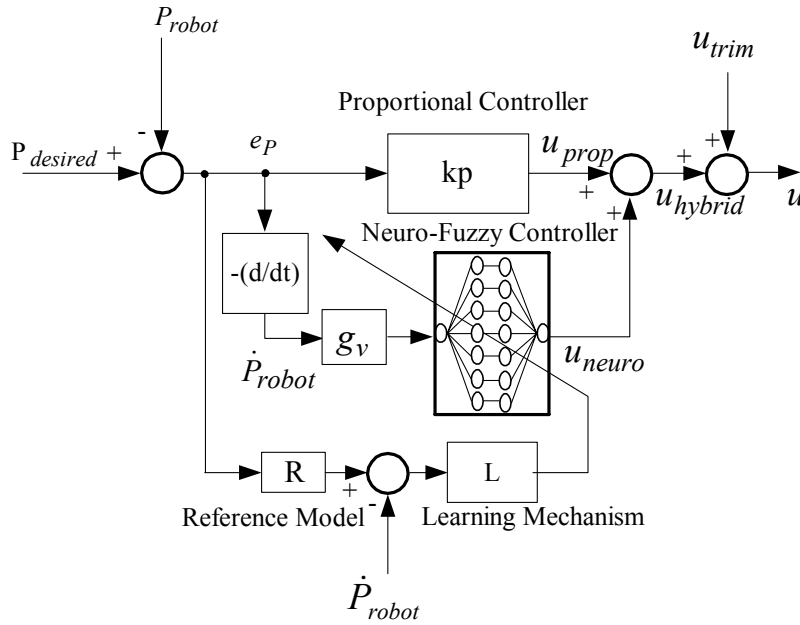 P_robot
u_trim
Proportional Controller
P_desired
+
-
e_P
kp
u_prop
+
+
u_hybrid
+
+
u
Neuro-Fuzzy Controller
-(d/dt)
g_v
Ṗ_robot
u_neuro
R
+
-
L
Reference Model
Learning Mechanism
Ṗ_robot